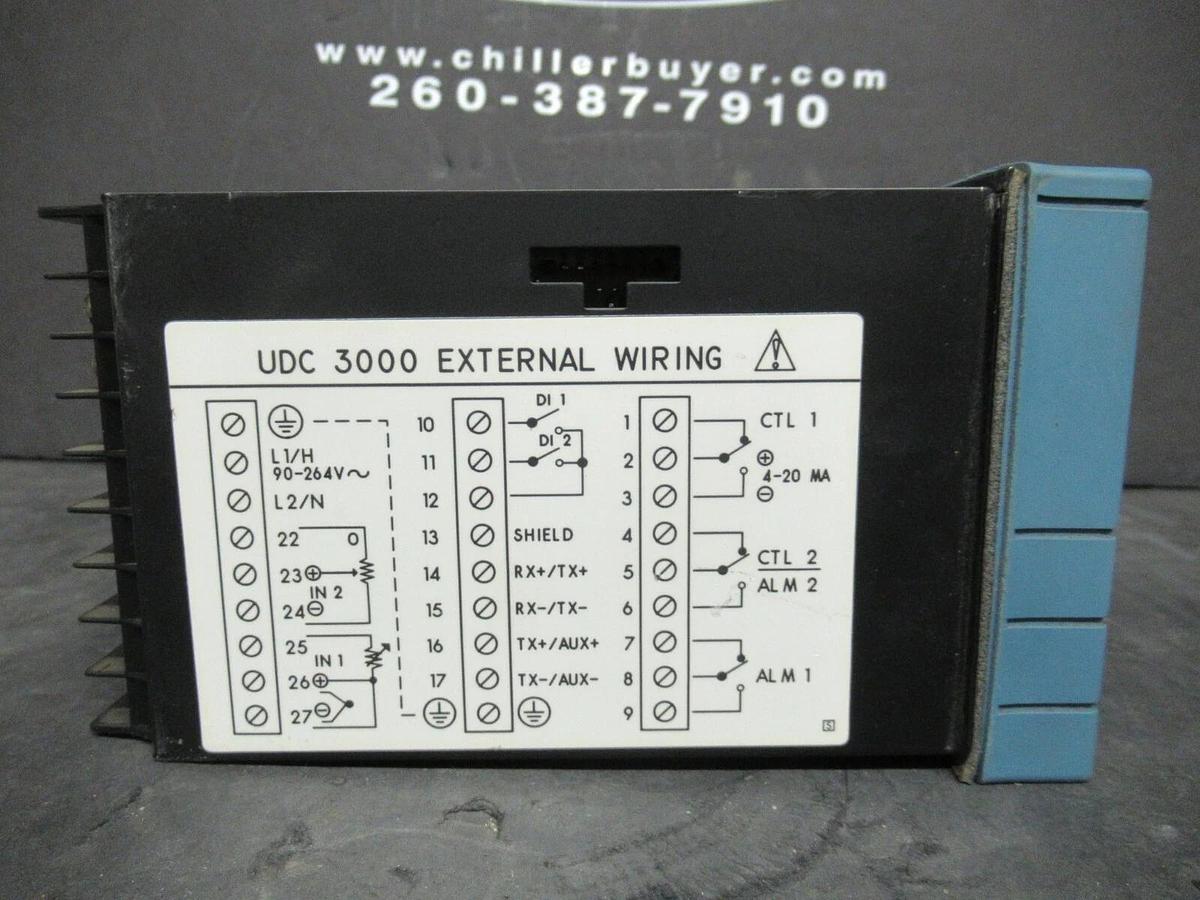 www.chillerbuyer.com
260-387-7910
UDC 3000 EXTERNAL WIRING
L1/H
90-264V~
L2/N
22 0
23 ⊕
IN 2
24 ⊖
25
IN 1
26 ⊕
27 ⊖
10 DI 1
11 DI 2
12
13 SHIELD
14 RX+/TX+
15 RX-/TX-
16 TX+/AUX+
17 TX-/AUX-
1 CTL 1
2 ⊕
4-20 MA
3 ⊖
4
5 CTL 2
ALM 2
6
7
8 ALM 1
9
S